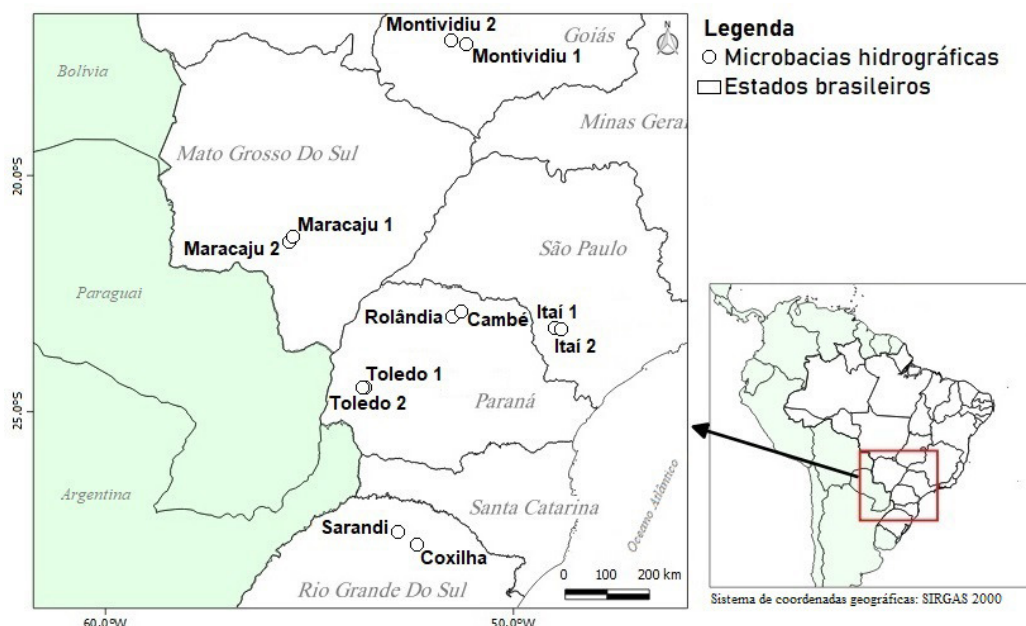 Montividiu 2
Goiás
Montividiu 1
N
Bolívia
Minas Gerai
Mato Grosso Do Sul
20.0°S
Maracaju 1
São Paulo
Maracaju 2
Paraguai
Rolândia
Cambé
Itaí 1
Itaí 2
Toledo 1
Toledo 2
Paraná
25.0°S
Argentina
Santa Catarina
Oceano Atlântico
Sarandi
Coxilha
Rio Grande Do Sul
0 100 200 km
60.0°W
50.0°W
Legenda
Microbacias hidrográficas
Estados brasileiros
Sistema de coordenadas geográficas: SIRGAS 2000